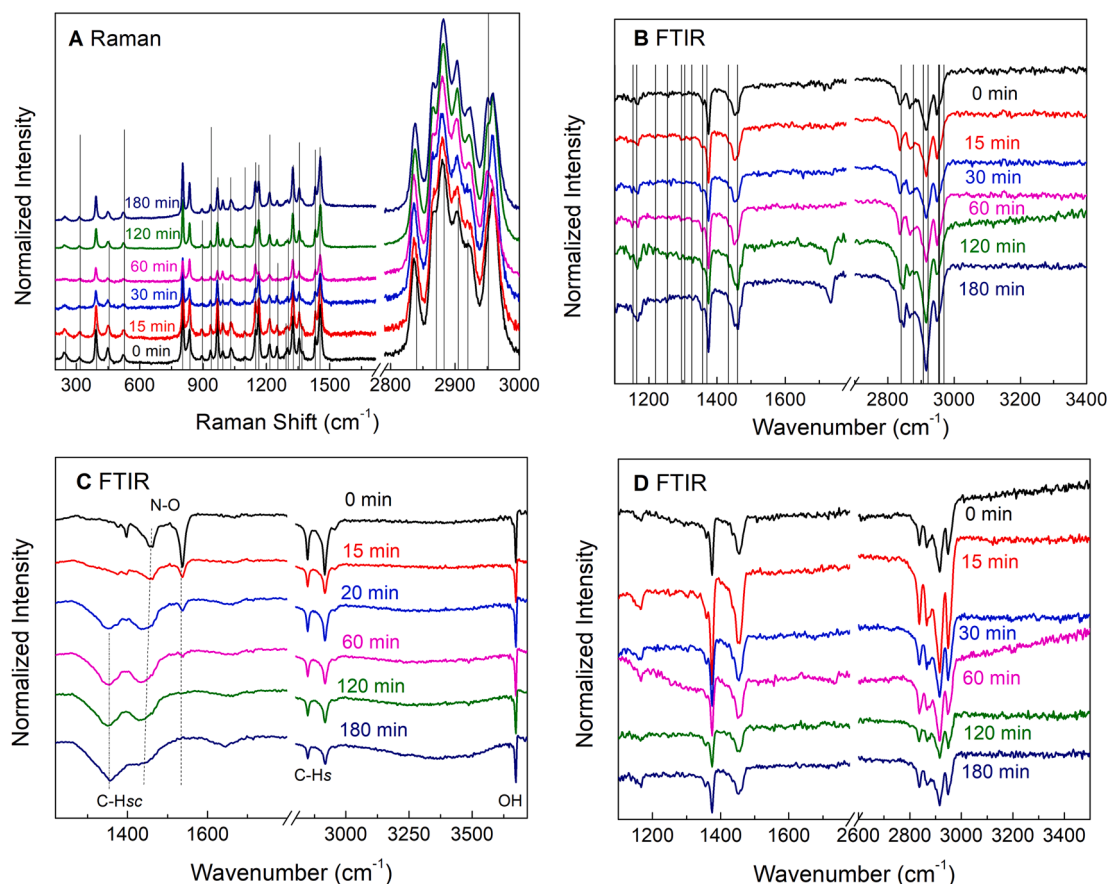 A Raman
Normalized Intensity
180 min
120 min
60 min
30 min
15 min
0 min
300 600 900 1200 1500 2800 2900 3000
Raman Shift (cm-1)
B FTIR
Normalized Intensity
0 min
15 min
30 min
60 min
120 min
180 min
1200 1400 1600 2800 3000 3200 3400
Wavenumber (cm-1)
C FTIR
Normalized Intensity
N-O
0 min
15 min
20 min
60 min
120 min
180 min
C-Hs
C-Hsc
OH
1400 1600 3000 3500
Wavenumber (cm-1)
D FTIR
Normalized Intensity
0 min
15 min
30 min
60 min
120 min
180 min
1200 1400 1600 1800 2600 2800 3000 3200 3400
Wavenumber (cm-1)